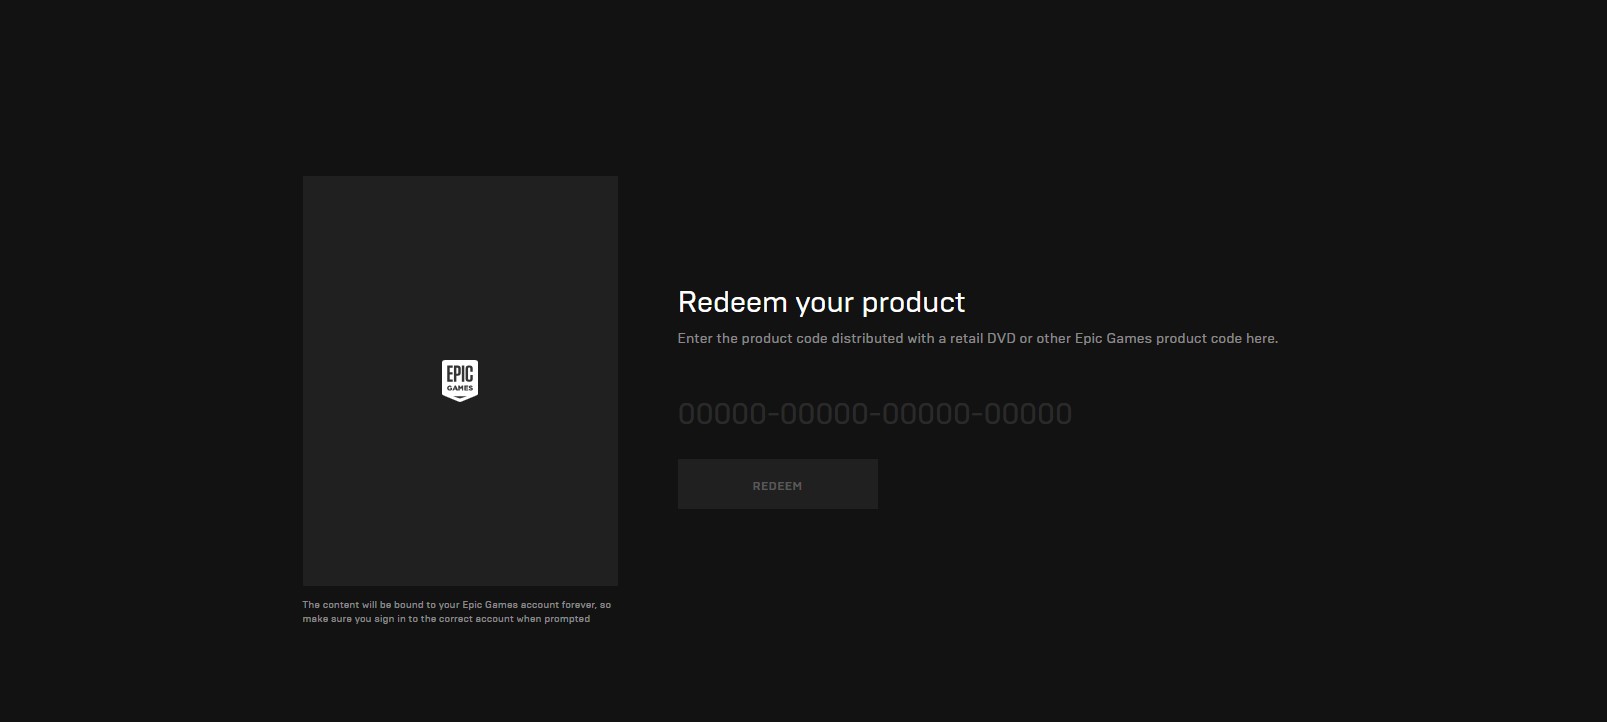 EPIC
GAMES
The content will be bound to your Epic Games account forever, so
make sure you sign in to the correct account when prompted
Redeem your product
Enter the product code distributed with a retail DVD or other Epic Games product code here.
00000-00000-00000-00000
REDEEM